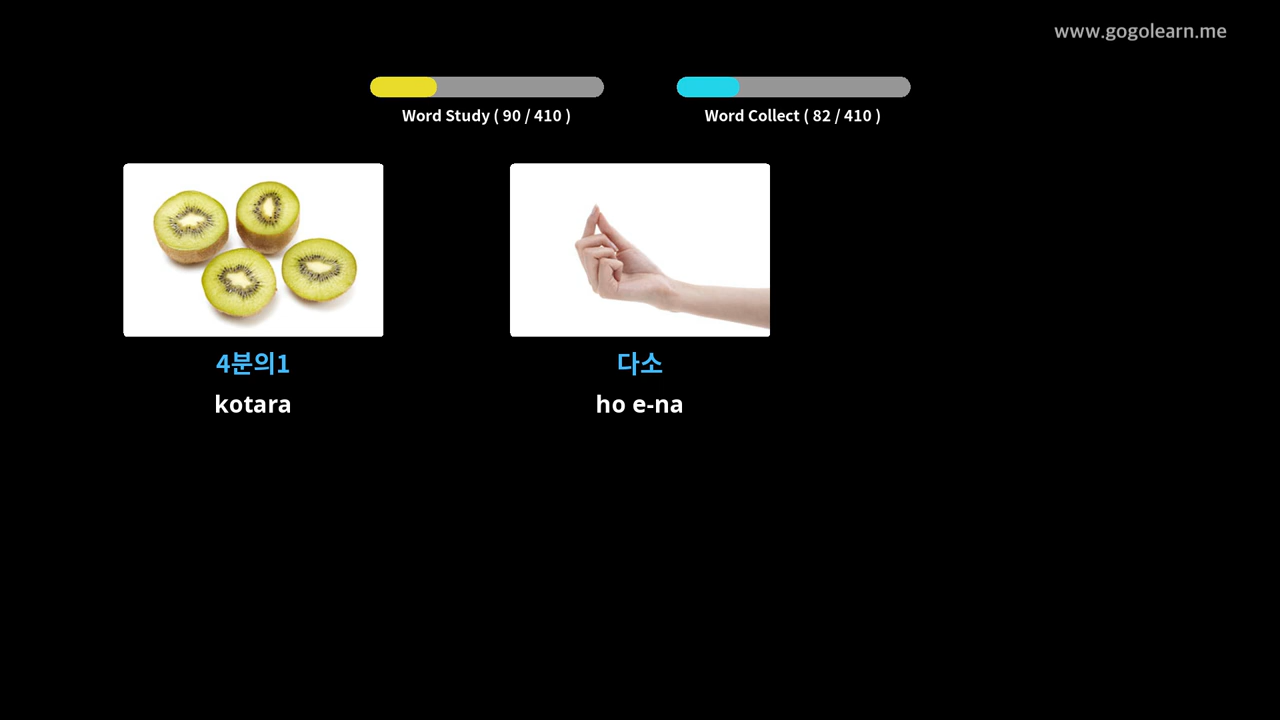 www.gogolearn.me
Word Study ( 90 / 410 )
Word Collect ( 82 / 410 )
4분의1
kotara
다소
ho e-na